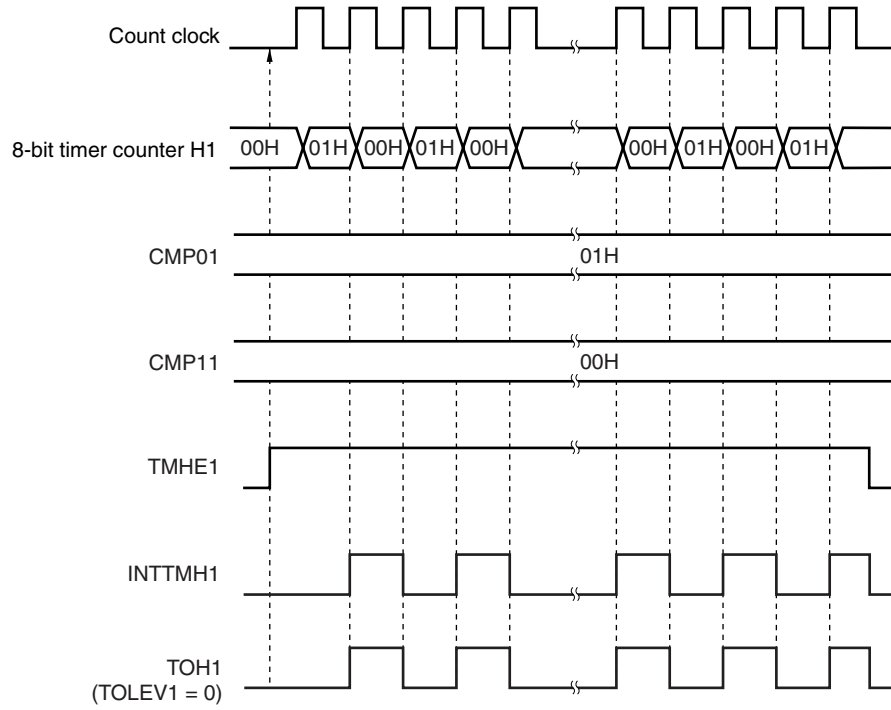 Count clock
8-bit timer counter H1 00H 01H 00H 01H 00H 00H 01H 00H 01H
CMP01 01H
CMP11 00H
TMHE1
INTTMH1
TOH1
(TOLEV1 = 0)